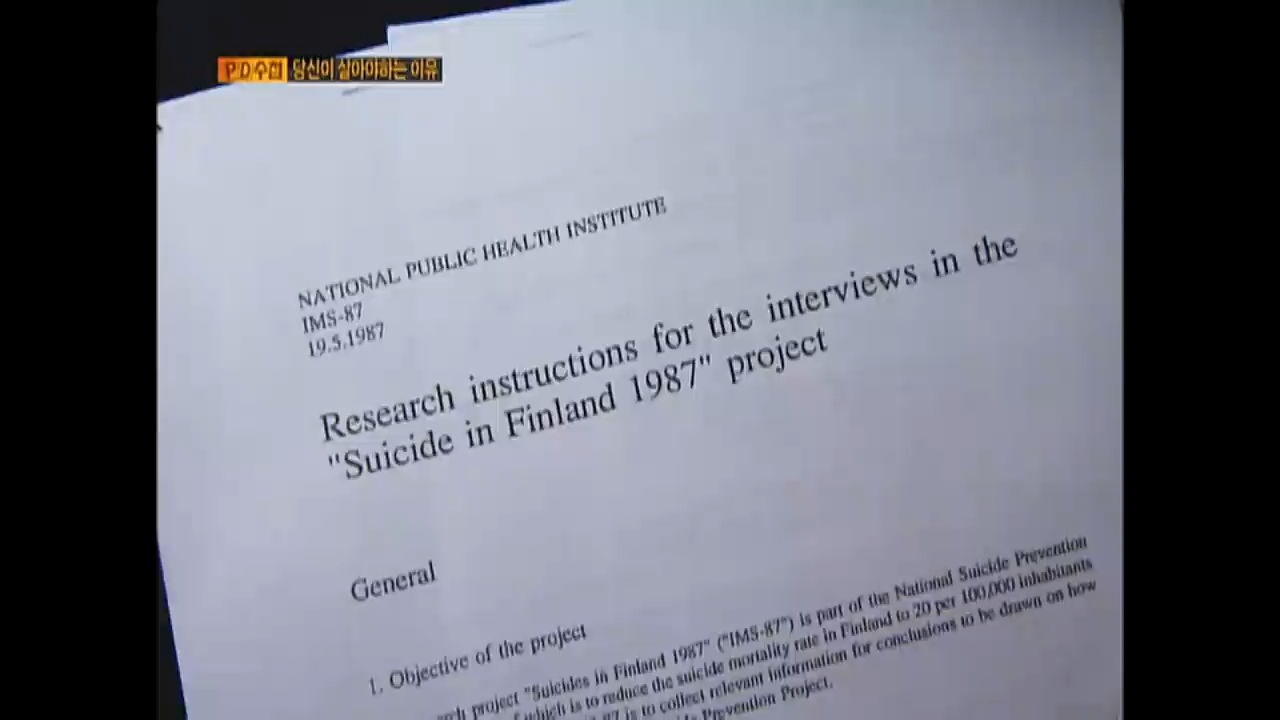 PD수첩 당신이 살아야하는 이유
NATIONAL PUBLIC HEALTH INSTITUTE
IMS-87
19.5.1987
Research instructions for the interviews in the
"Suicide in Finland 1987" project
General
1. Objective of the project
project "Suicides in Finland 1987" ("IMS-87") is part of the National Suicide Prevention
which is to reduce the suicide mortality rate in Finland to 20 per 100,000 inhabitants
87 is to collect relevant information for conclusions to be drawn on how
Prevention Project.